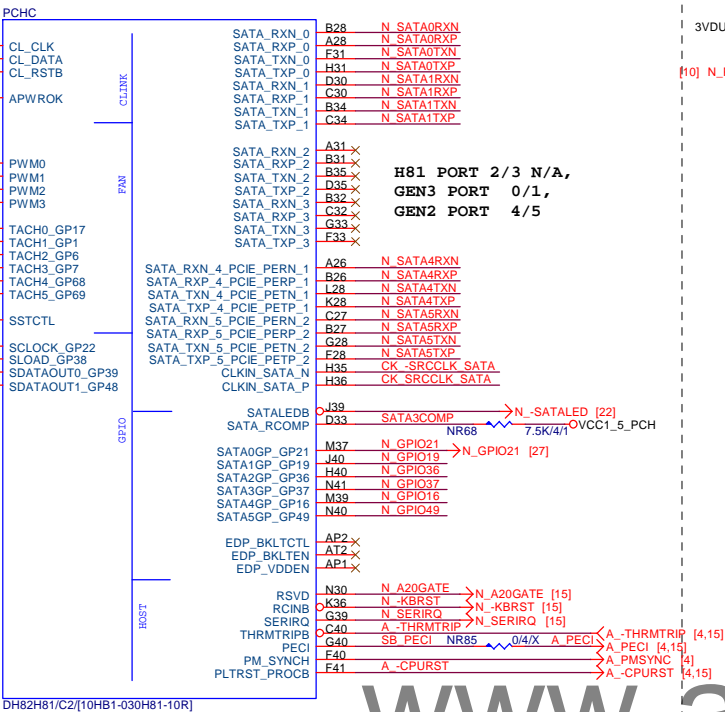 PCHC
CL_CLK
CL_DATA
CL_RSTB
APWROK
CLINK
PWM0
PWM1
PWM2
PWM3
FAN
TACH0_GP17
TACH1_GP1
TACH2_GP6
TACH3_GP7
TACH4_GP68
TACH5_GP69
SSTCTL
SCLOCK_GP22
SLOAD_GP38
SDATAOUT0_GP39
SDATAOUT1_GP48
GPIO
HOST
SATA_RXN_0 B28 N_SATA0RXN
SATA_RXP_0 A28 N_SATA0RXP
SATA_TXN_0 F31 N_SATA0TXN
SATA_TXP_0 H31 N_SATA0TXP
SATA_RXN_1 D30 N_SATA1RXN
SATA_RXP_1 C30 N_SATA1RXP
SATA_TXN_1 B34 N_SATA1TXN
SATA_TXP_1 C34 N_SATA1TXP
SATA_RXN_2 A31
SATA_RXP_2 B31
SATA_TXN_2 B35
SATA_TXP_2 D35
SATA_RXN_3 B32
SATA_RXP_3 C32
SATA_TXN_3 G33
SATA_TXP_3 F33
H81 PORT 2/3 N/A,
GEN3 PORT 0/1,
GEN2 PORT 4/5
SATA_RXN_4_PCIE_PERN_1 A26 N_SATA4RXN
SATA_RXP_4_PCIE_PERP_1 B26 N_SATA4RXP
SATA_TXN_4_PCIE_PETN_1 L28 N_SATA4TXN
SATA_TXP_4_PCIE_PETP_1 K28 N_SATA4TXP
SATA_RXN_5_PCIE_PERN_2 C27 N_SATA5RXN
SATA_RXP_5_PCIE_PERP_2 B27 N_SATA5RXP
SATA_TXN_5_PCIE_PETN_2 G28 N_SATA5TXN
SATA_TXP_5_PCIE_PETP_2 F28 N_SATA5TXP
CLKIN_SATA_N H35 CK_-SRCCLK_SATA
CLKIN_SATA_P H36 CK_SRCCLK_SATA
SATALEDB J39 N_-SATALED [22]
SATA_RCOMP D33 SATA3COMP NR68 7.5K/4/1 VCC1_5_PCH
SATA0GP_GP21 M37 N_GPIO21 N_GPIO21 [27]
SATA1GP_GP19 J40 N_GPIO19
SATA2GP_GP36 H40 N_GPIO36
SATA3GP_GP37 N41 N_GPIO37
SATA4GP_GP16 M39 N_GPIO16
SATA5GP_GP49 N40 N_GPIO49
EDP_BKLTCTL AP2
EDP_BKLTEN AT2
EDP_VDDEN AP1
RSVD N30 N_A20GATE N_A20GATE [15]
RCINB K36 N_-KBRST N_-KBRST [15]
SERIRQ G39 N_SERIRQ N_SERIRQ [15]
THRMTRIPB C40 A_-THRMTRIP A_-THRMTRIP [4,15]
PECI G40 SB_PECI NR85 0/4/X A_PECI A_PECI [4,15]
PM_SYNCH F40 A_PMSYNC [4]
PLTRST_PROCB F41 A_-CPURST A_-CPURST [4,15]
DH82H81/C2/[10HB1-030H81-10R]
3VDU
[10] N_
www